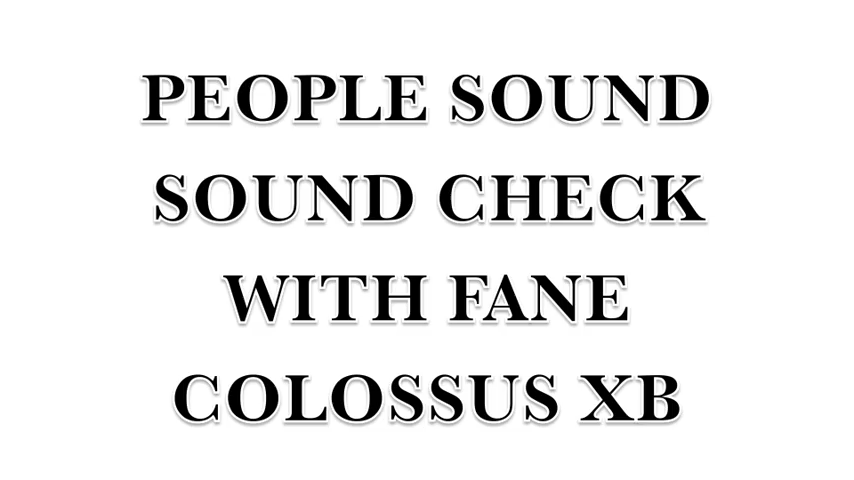 PEOPLE SOUND
SOUND CHECK
WITH FANE
COLOSSUS XB